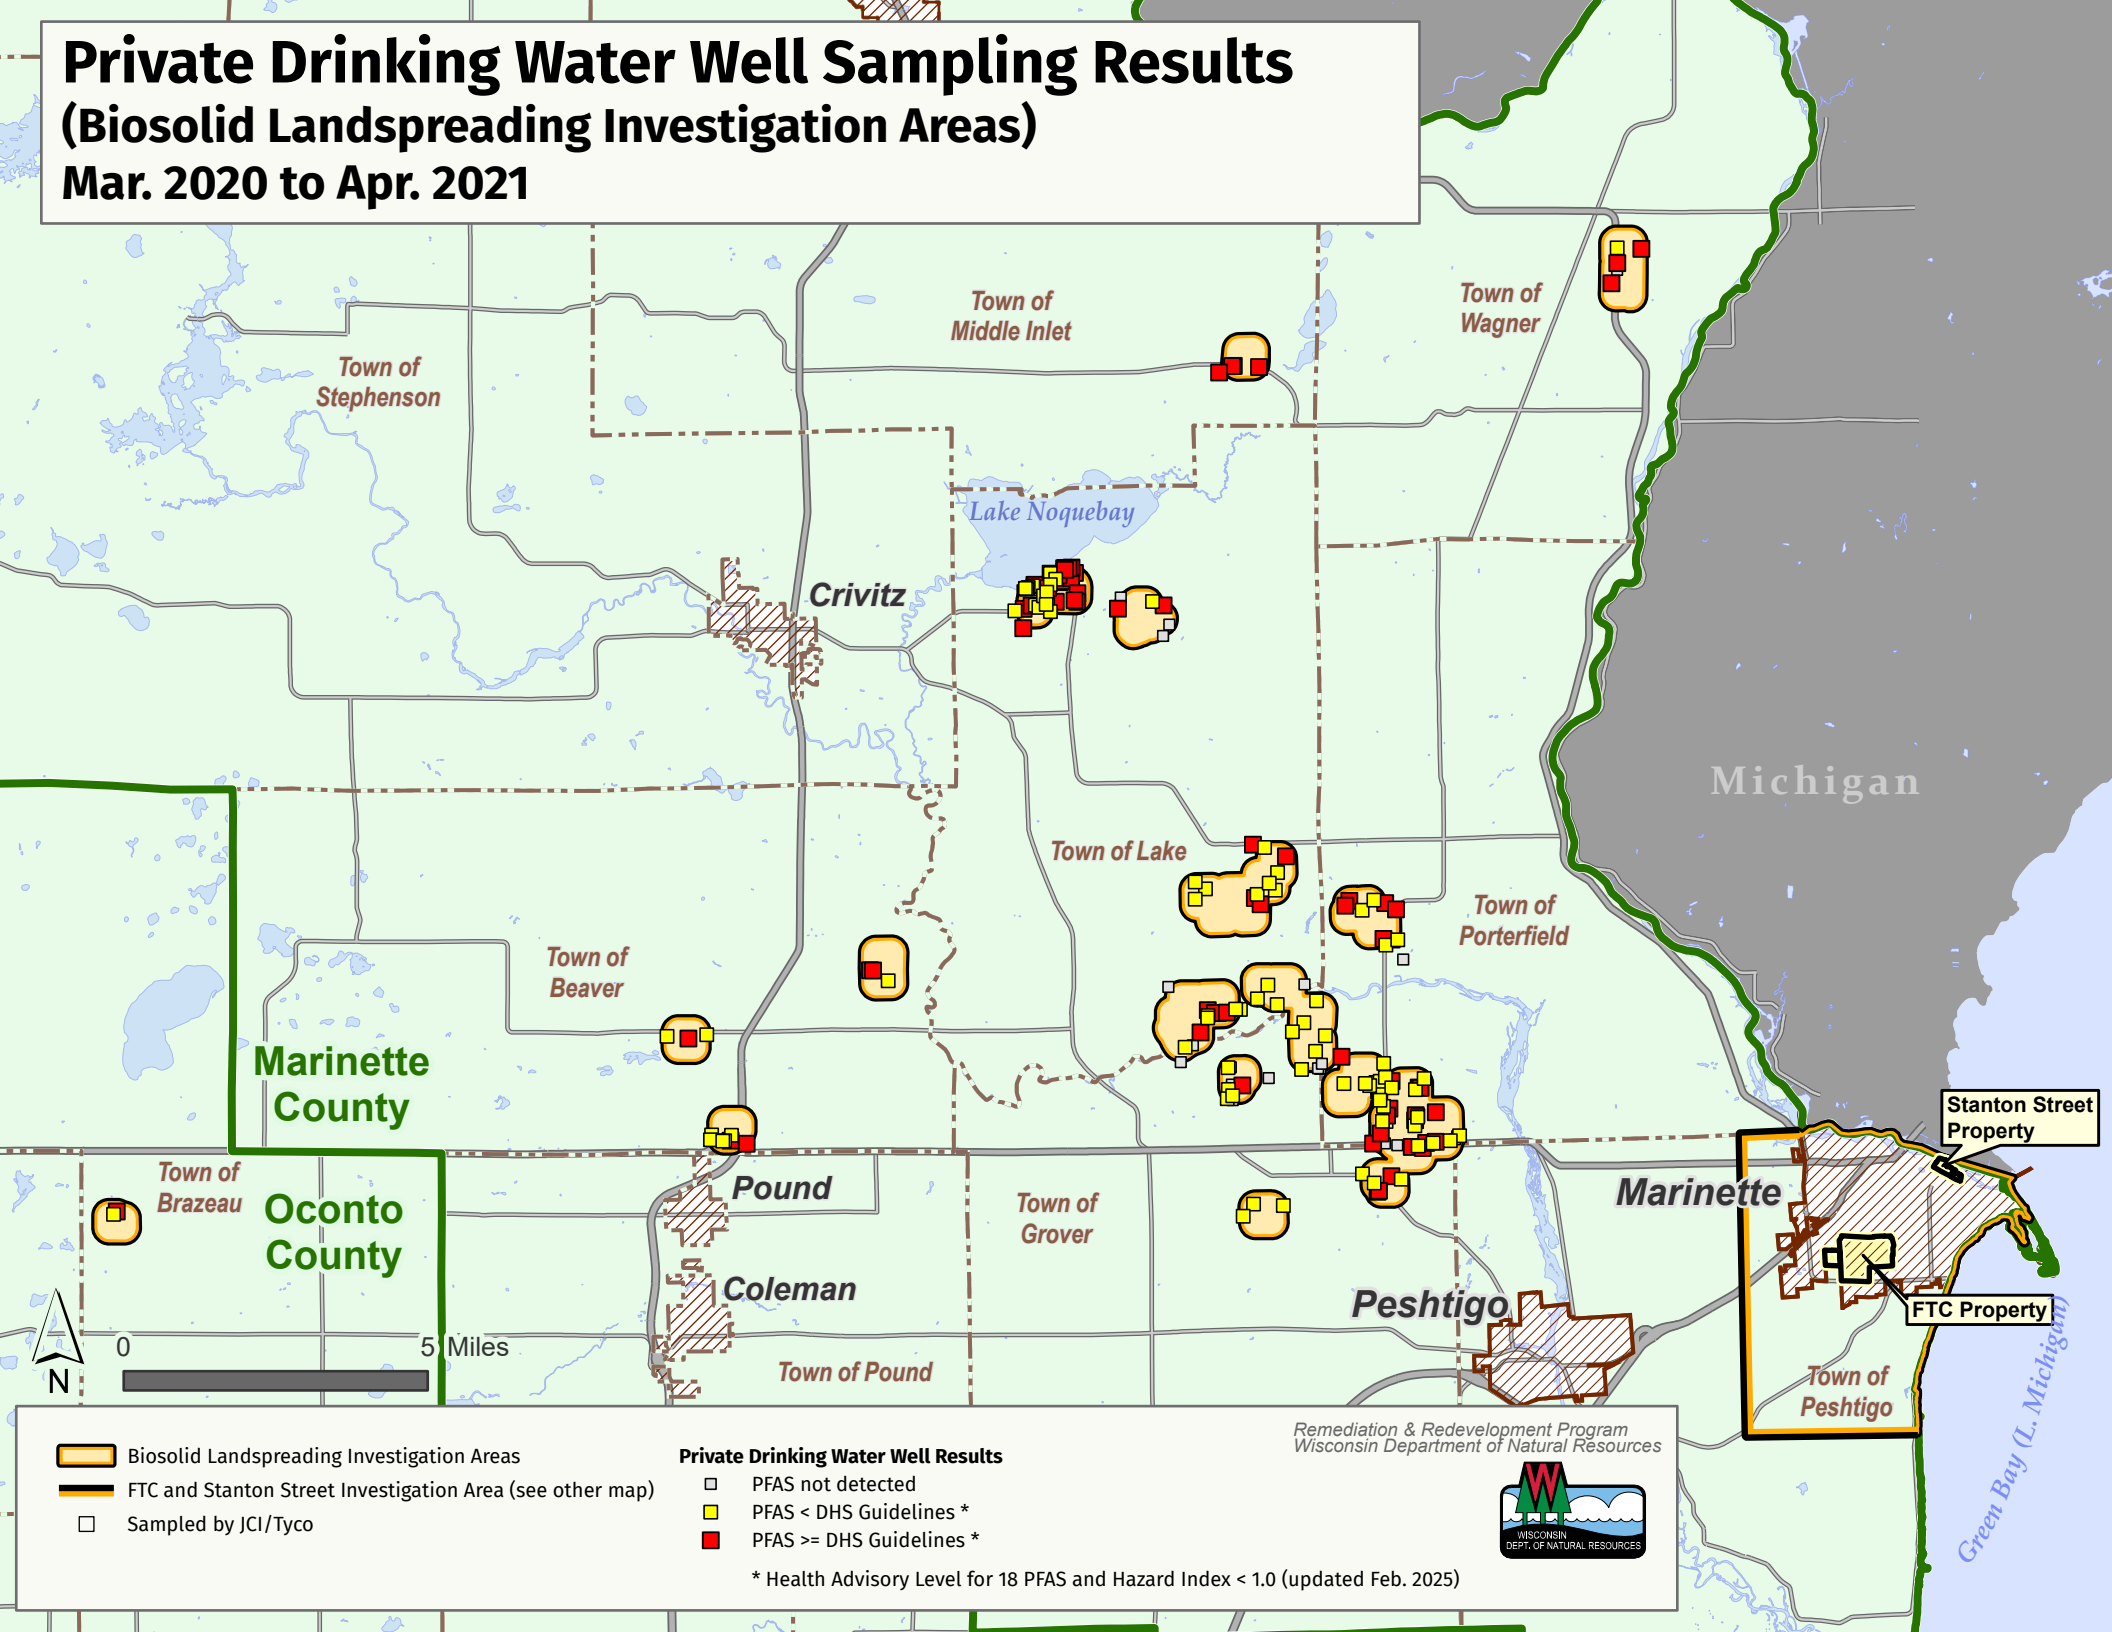 Private Drinking Water Well Sampling Results
(Biosolid Landspreading Investigation Areas)
Mar. 2020 to Apr. 2021
Town of
Wagner
Town of
Middle Inlet
Town of
Stephenson
Lake Noquebay
Crivitz
Michigan
Town of Lake
Town of
Porterfield
Town of
Beaver
Marinette
County
Stanton Street
Property
Town of
Brazeau
Pound
Marinette
Oconto
County
Town of
Grover
Coleman
Peshtigo
FTC Property
N
0
5 Miles
Town of Pound
Town of
Peshtigo
Green Bay (L. Michigan)
Biosolid Landspreading Investigation Areas
FTC and Stanton Street Investigation Area (see other map)
Sampled by JCI/Tyco
Private Drinking Water Well Results
PFAS not detected
PFAS < DHS Guidelines *
PFAS >= DHS Guidelines *
* Health Advisory Level for 18 PFAS and Hazard Index < 1.0 (updated Feb. 2025)
Remediation & Redevelopment Program
Wisconsin Department of Natural Resources
W
WISCONSIN
DEPT. OF NATURAL RESOURCES